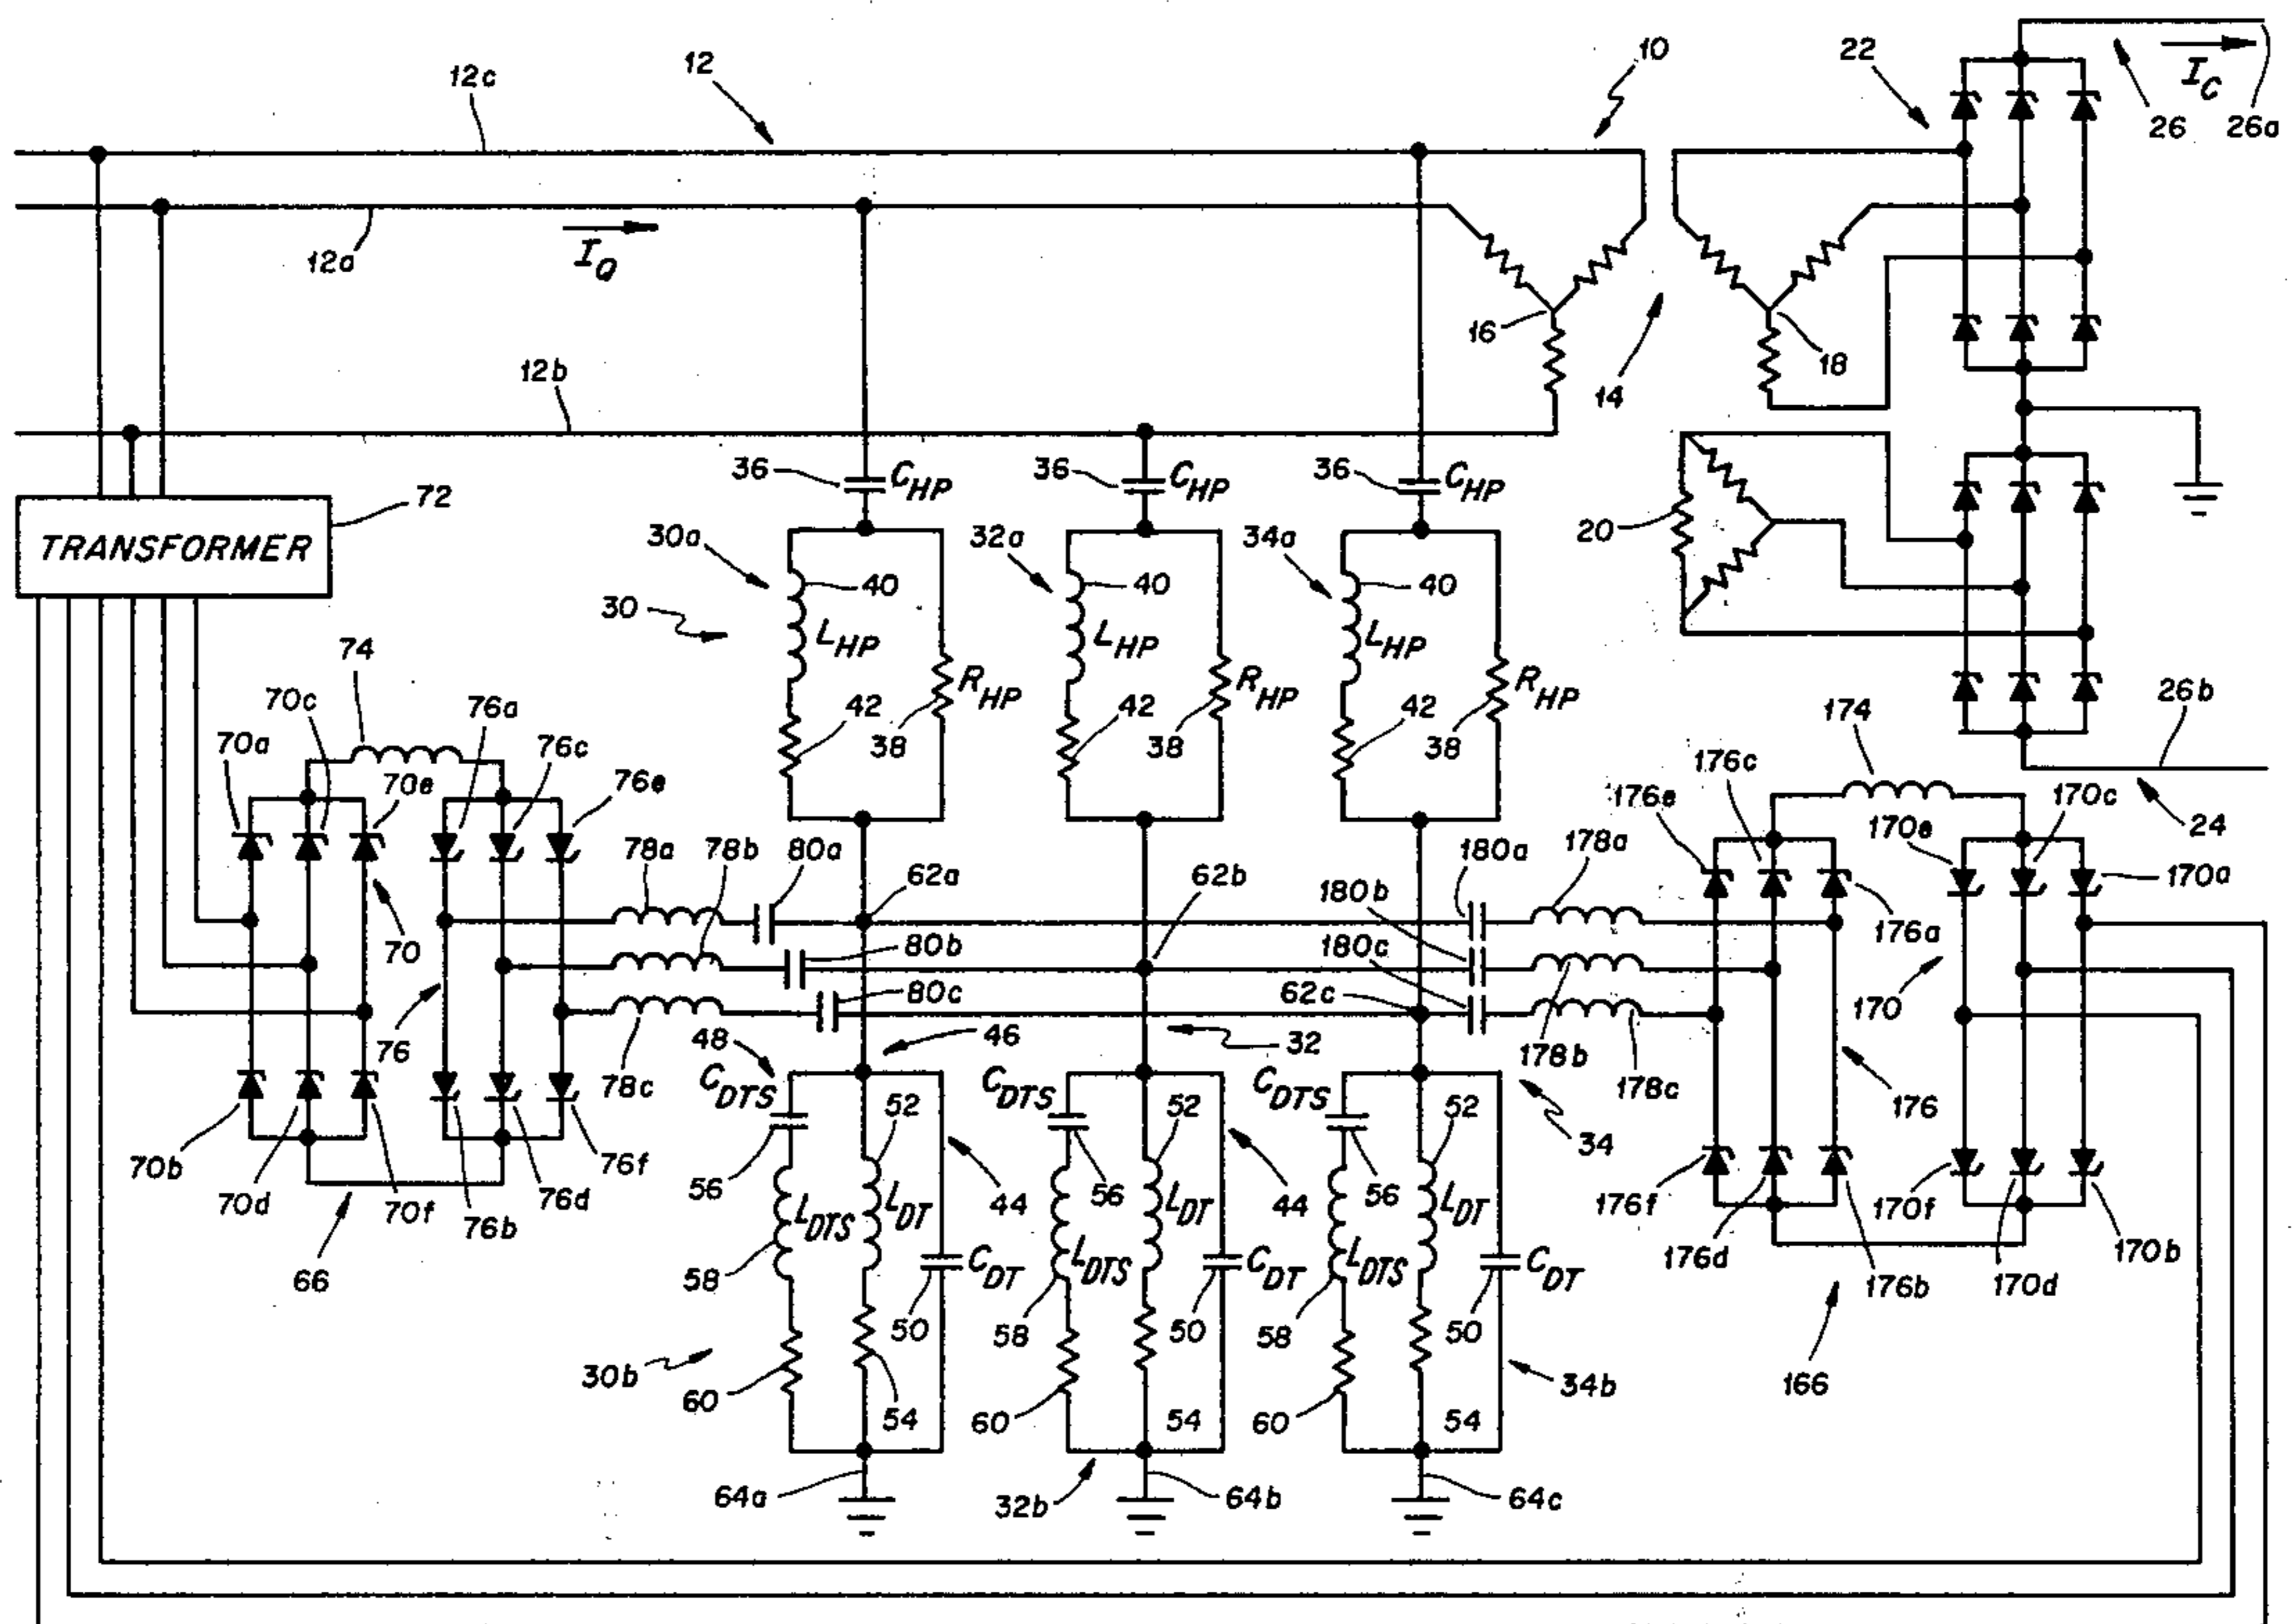 12c
12
10
22
I_C
26
26a
12a
I_Q
16
18
14
12b
36
C_HP
36
C_HP
36
C_HP
72
TRANSFORMER
20
30a
40
32a
40
34a
40
30
L_HP
L_HP
L_HP
R_HP
R_HP
R_HP
42
38
42
38
42
38
26b
24
74
70c
76a
76c
70a
70e
76e
174
176c
170c
176e
170e
170a
78a
78b
80a
62a
62b
180a
178a
180b
176a
70
80b
180c
170
80c
62c
76
48
46
32
178b
178c
176
78c
C_DTS
C_DTS
C_DTS
52
52
52
34
70b
70d
70f
76b
76d
76f
56
44
56
44
56
L_DTS
L_DT
L_DTS
L_DT
L_DTS
L_DT
176f
170f
176d
176b
170d
170b
66
58
50
C_DT
58
50
C_DT
58
50
C_DT
30b
60
54
60
54
60
54
34b
166
64a
32b
64b
64c